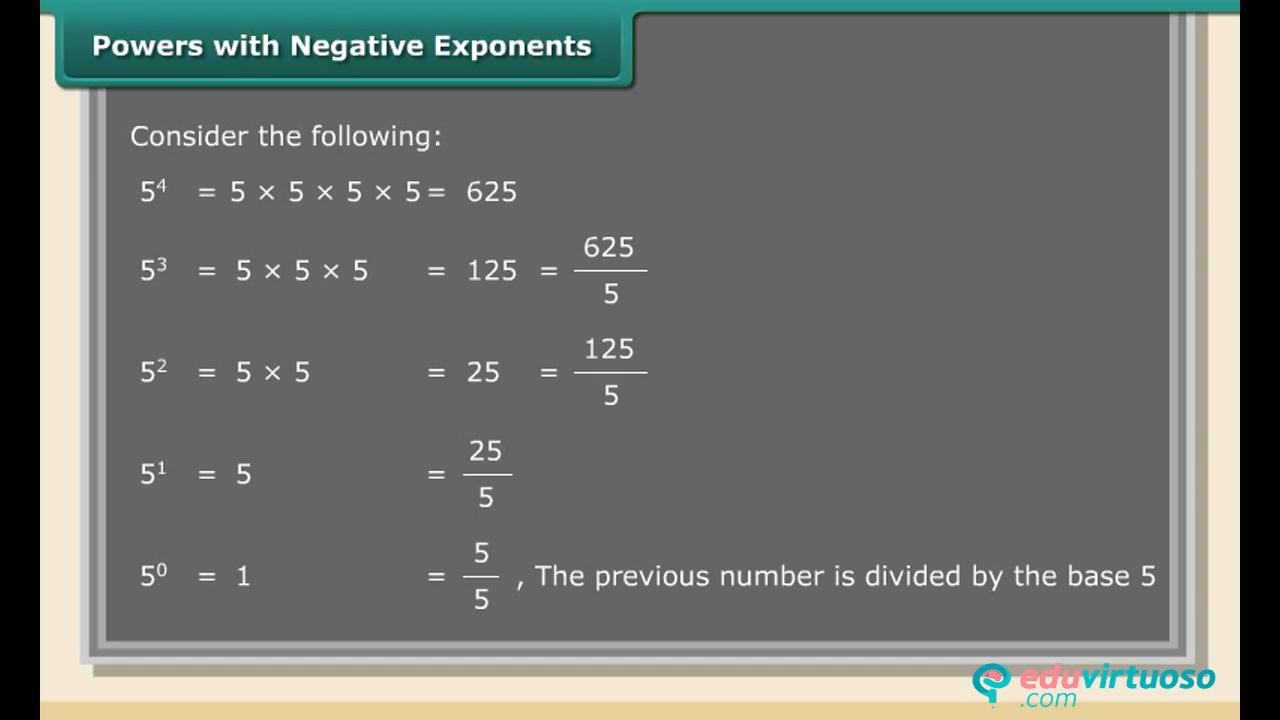 Powers with Negative Exponents
Consider the following:
5⁴ = 5 × 5 × 5 × 5 = 625
5³ = 5 × 5 × 5 = 125 = 625/5
5² = 5 × 5 = 25 = 125/5
5¹ = 5 = 25/5
5⁰ = 1 = 5/5 , The previous number is divided by the base 5
eduvirtuoso
.com